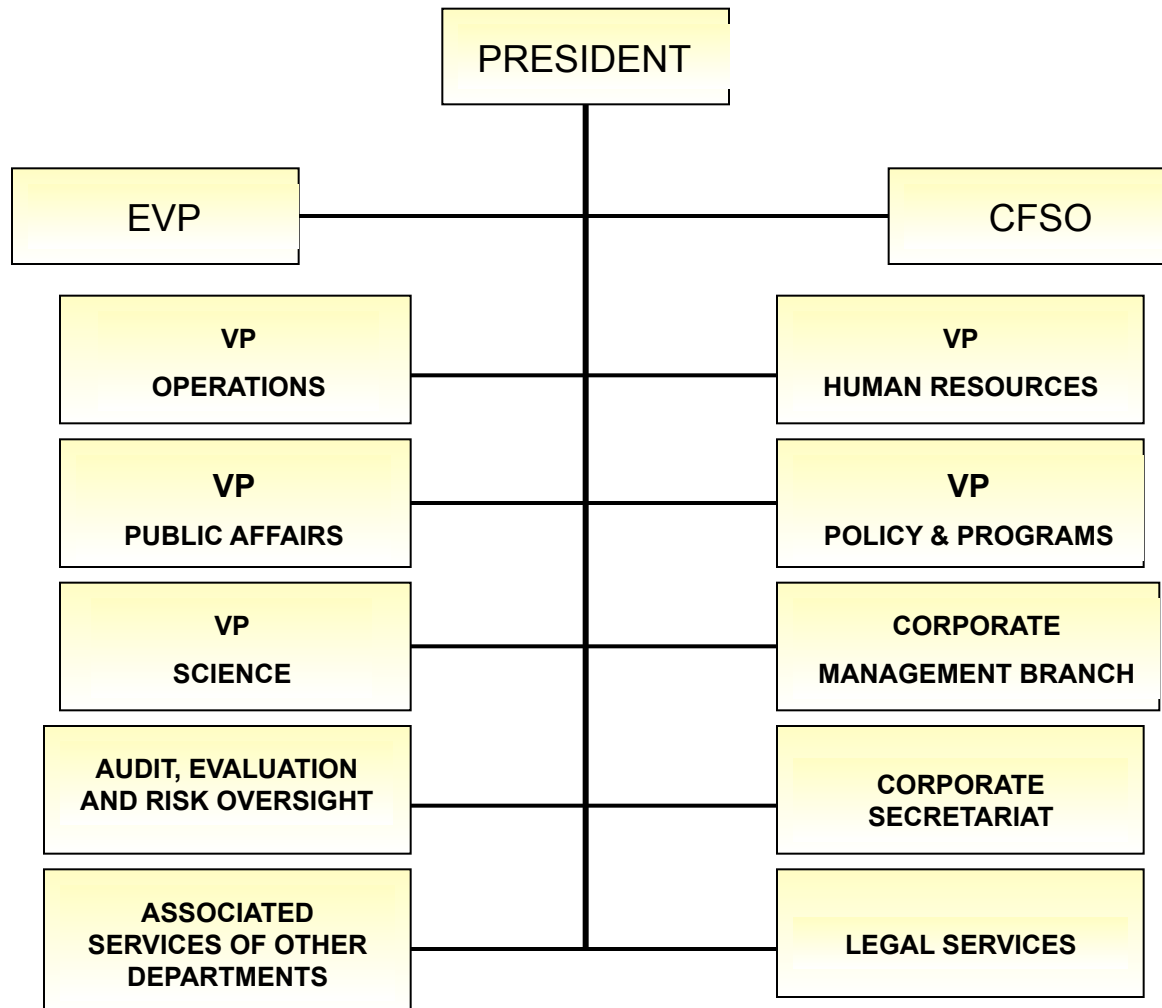 PRESIDENT
EVP
CFSO
VP
OPERATIONS
VP
HUMAN RESOURCES
VP
PUBLIC AFFAIRS
VP
POLICY & PROGRAMS
VP
SCIENCE
CORPORATE
MANAGEMENT BRANCH
AUDIT, EVALUATION
AND RISK OVERSIGHT
CORPORATE
SECRETARIAT
ASSOCIATED
SERVICES OF OTHER
DEPARTMENTS
LEGAL SERVICES